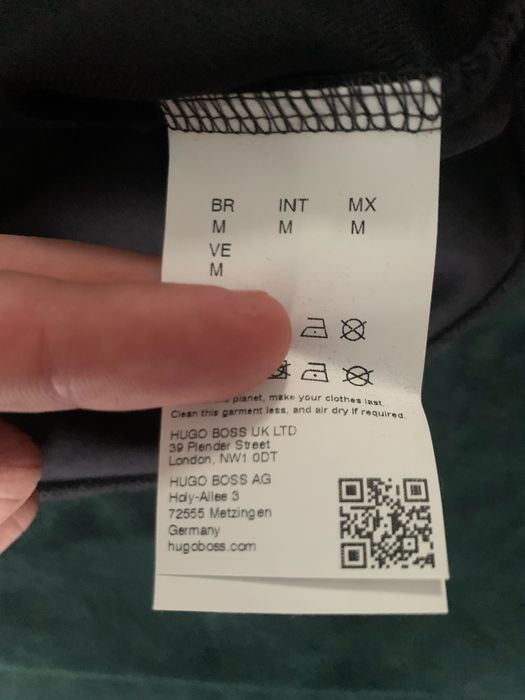 BR INT MX
M M M
VE
M
planet, make your clothes last.
Clean this garment less, and air dry if required.
HUGO BOSS UK LTD
39 Plender Street
London, NW1 0DT
HUGO BOSS AG
Holy-Allee 3
72555 Metzingen
Germany
hugoboss.com